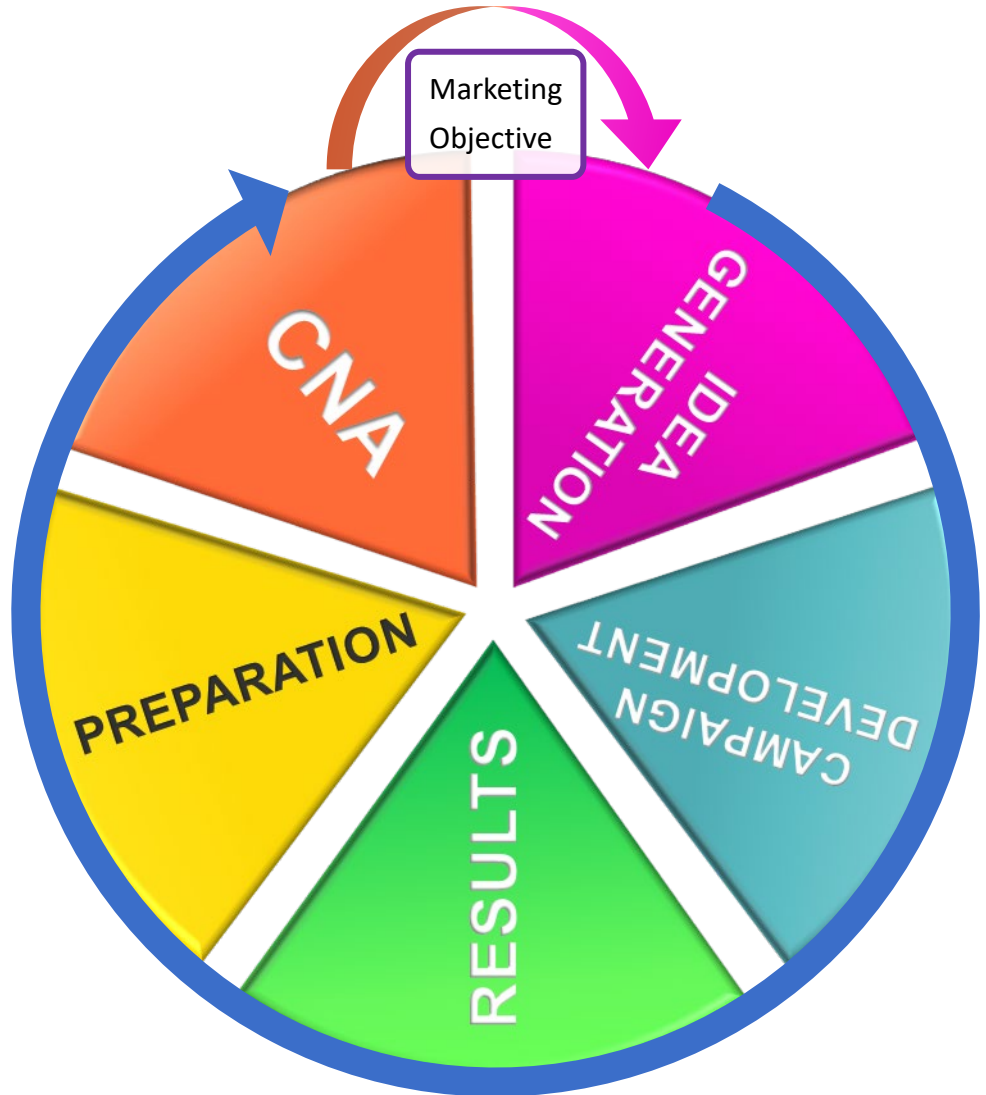 Marketing
Objective
CNA
IDEA
GENERATION
CAMPAIGN
DEVELOPMENT
RESULTS
PREPARATION